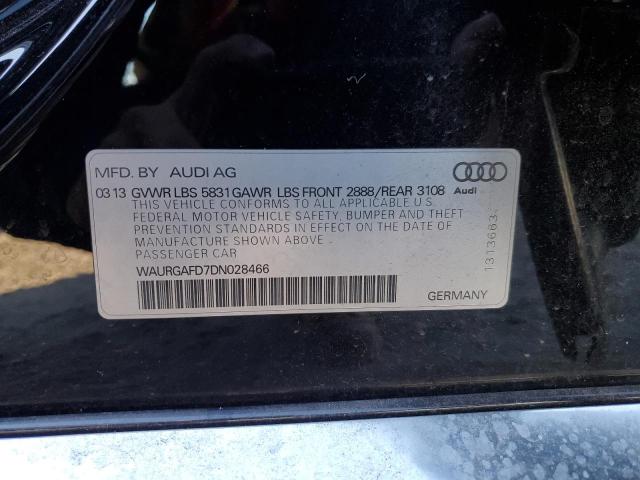 MFD. BY AUDI AG
03 13 GVWR LBS 5831 GAWR LBS FRONT 2888/REAR 3108
THIS VEHICLE CONFORMS TO ALL APPLICABLE U.S.
FEDERAL MOTOR VEHICLE SAFETY, BUMPER AND THEFT
PREVENTION STANDARDS IN EFFECT ON THE DATE OF
MANUFACTURE SHOWN ABOVE.
PASSENGER CAR
WAURGAFD7DN028466
GERMANY
Audi
1313663